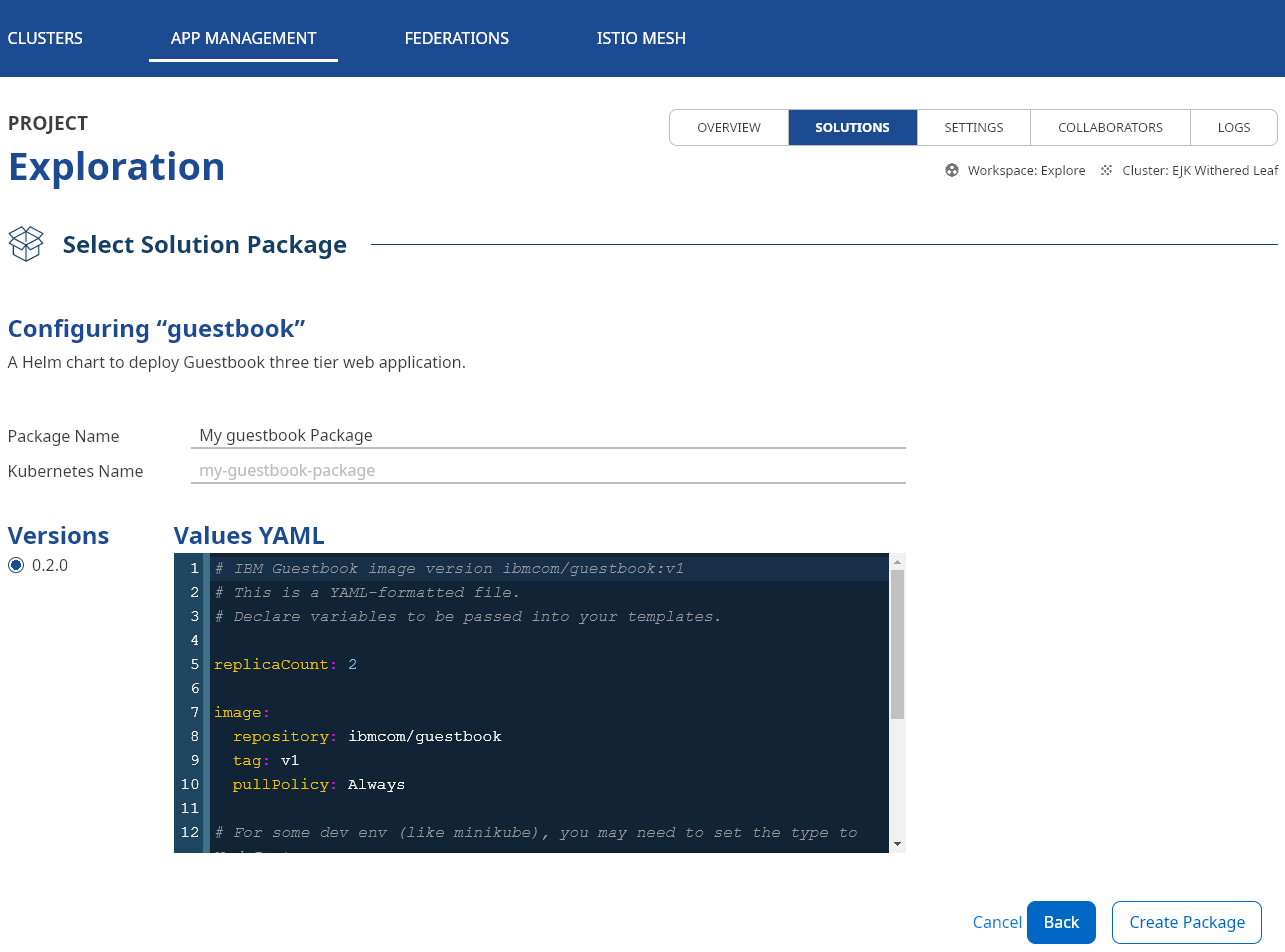 CLUSTERS APP MANAGEMENT FEDERATIONS ISTIO MESH
PROJECT
Exploration
OVERVIEW SOLUTIONS SETTINGS COLLABORATORS LOGS
Workspace: Explore Cluster: EJK Withered Leaf
Select Solution Package
Configuring “guestbook”
A Helm chart to deploy Guestbook three tier web application.
Package Name My guestbook Package
Kubernetes Name my-guestbook-package
Versions
0.2.0
Values YAML
1 # IBM Guestbook image version ibmcom/guestbook:v1
2 # This is a YAML-formatted file.
3 # Declare variables to be passed into your templates.
4
5 replicaCount: 2
6
7 image:
8   repository: ibmcom/guestbook
9   tag: v1
10   pullPolicy: Always
11
12 # For some dev env (like minikube), you may need to set the type to
Cancel Back Create Package